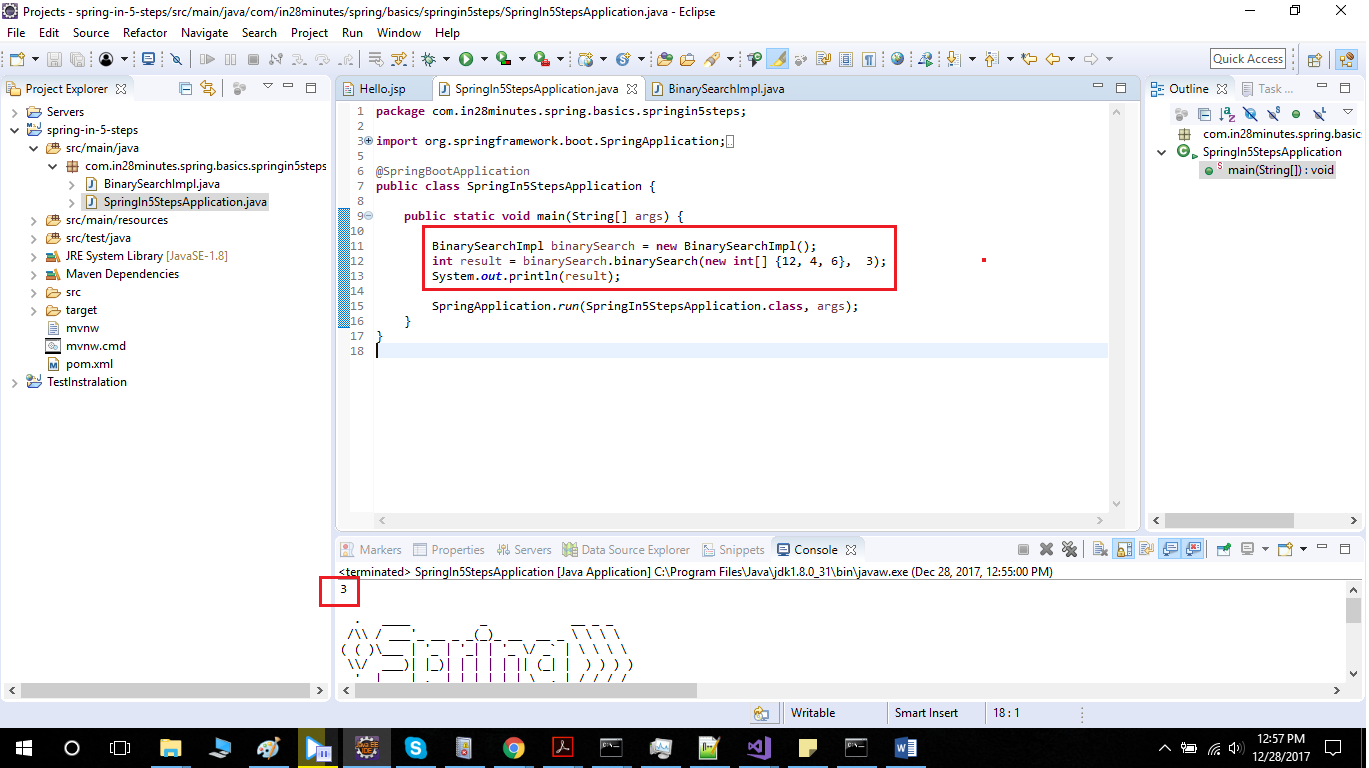 Projects - spring-in-5-steps/src/main/java/com/in28minutes/spring/basics/springin5steps/SpringIn5StepsApplication.java - Eclipse
File Edit Source Refactor Navigate Search Project Run Window Help
Quick Access
Project Explorer
Servers
spring-in-5-steps
src/main/java
com.in28minutes.spring.basics.springin5steps
BinarySearchImpl.java
SpringIn5StepsApplication.java
src/main/resources
src/test/java
JRE System Library [JavaSE-1.8]
Maven Dependencies
src
target
mvnw
mvnw.cmd
pom.xml
TestInstralation
Hello.jsp SpringIn5StepsApplication.java BinarySearchImpl.java
1 package com.in28minutes.spring.basics.springin5steps;
2
3 import org.springframework.boot.SpringApplication;
5
6 @SpringBootApplication
7 public class SpringIn5StepsApplication {
8
9 public static void main(String[] args) {
10
11 BinarySearchImpl binarySearch = new BinarySearchImpl();
12 int result = binarySearch.binarySearch(new int[] {12, 4, 6}, 3);
13 System.out.println(result);
14
15 SpringApplication.run(SpringIn5StepsApplication.class, args);
16 }
17 }
18
Outline Task ...
com.in28minutes.spring.basic
SpringIn5StepsApplication
main(String[]) : void
Markers Properties Servers Data Source Explorer Snippets Console
<terminated> SpringIn5StepsApplication [Java Application] C:\Program Files\Java\jdk1.8.0_31\bin\javaw.exe (Dec 28, 2017, 12:55:00 PM)
3
Spring
Writable Smart Insert 18 : 1
12:57 PM
12/28/2017